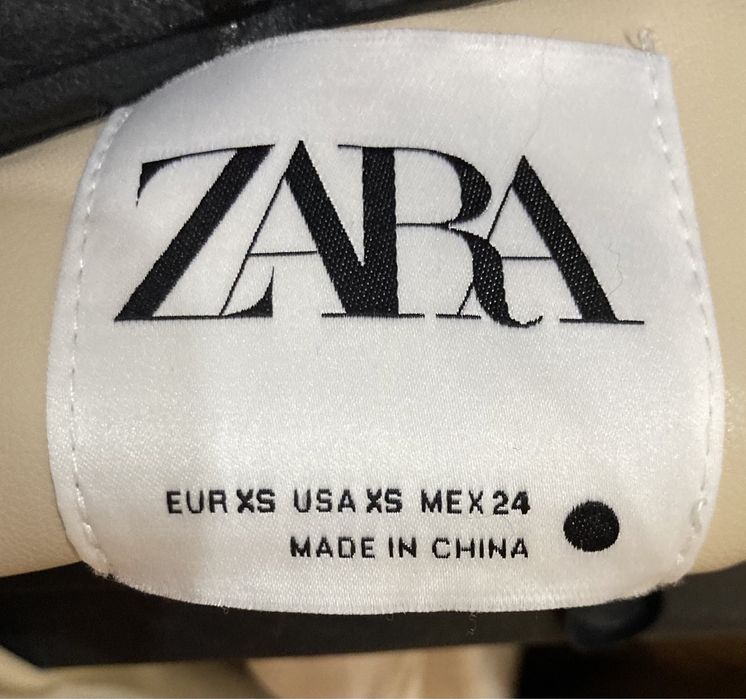 ZARA
EUR XS USA XS MEX 24
MADE IN CHINA